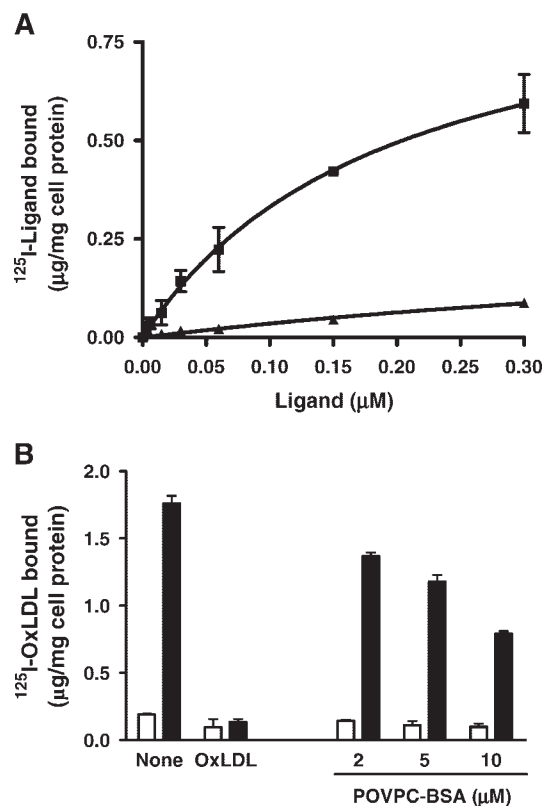 A
¹²⁵I-Ligand bound
(μg/mg cell protein)
0.75
0.50
0.25
0.00
0.00 0.05 0.10 0.15 0.20 0.25 0.30
Ligand (μM)
B
¹²⁵I-OxLDL bound
(μg/mg cell protein)
2.0
1.5
1.0
0.5
0.0
None OxLDL 2 5 10
POVPC-BSA (μM)